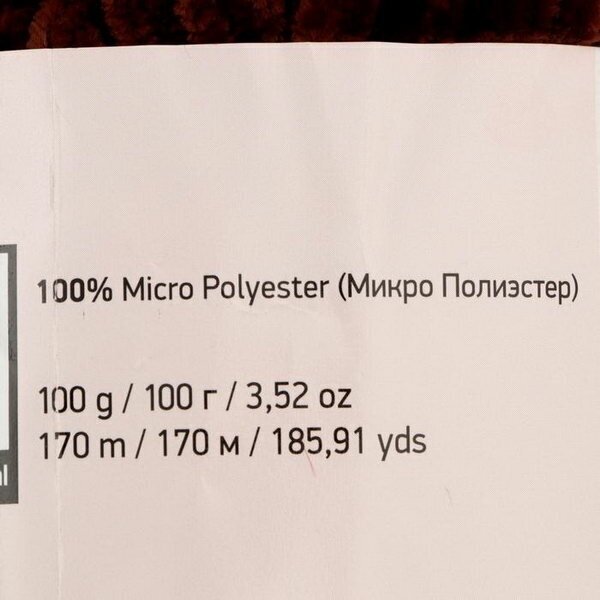 100% Micro Polyester (Микро Полиэстер)
100 g / 100 г / 3,52 oz
170 m / 170 м / 185,91 yds